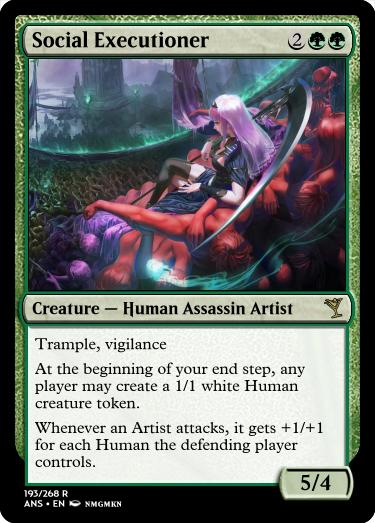 Social Executioner 2
Creature — Human Assassin Artist
Trample, vigilance
At the beginning of your end step, any
player may create a 1/1 white Human
creature token.
Whenever an Artist attacks, it gets +1/+1
for each Human the defending player
controls.
5/4
193/268 R
ANS • EN NMGMKN